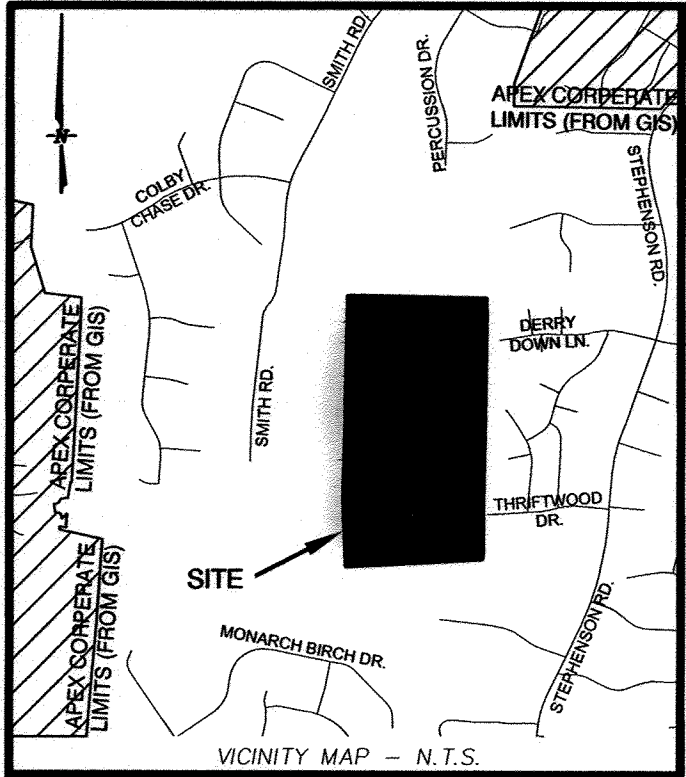 SMITH RD.
PERCUSSION DR.
APEX CORPERATE
LIMITS (FROM GIS)
N
COLBY
CHASE DR.
STEPHENSON RD.
APEX CORPERATE
LIMITS (FROM GIS)
SMITH RD.
DERRY
DOWN LN.
THRIFTWOOD
DR.
SITE
APEX CORPERATE
LIMITS (FROM GIS)
MONARCH BIRCH DR.
STEPHENSON RD.
VICINITY MAP - N.T.S.